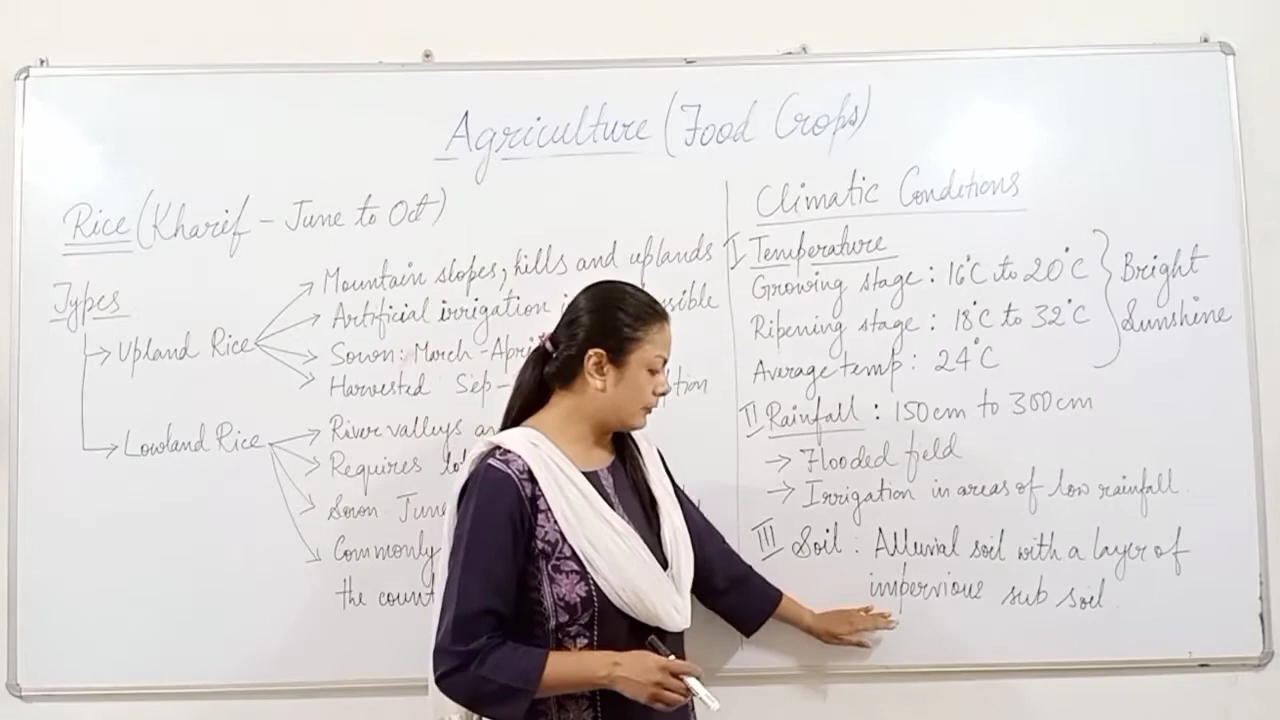 Agriculture (Food Crops)
Rice (Kharif - June to Oct)
Types
→ Upland Rice
Mountain slopes, hills and uplands
Artificial irrigation
Sown: March - Apri
Harvested Sep -
→ Lowland Rice
River valleys
Requires
Sown June
Commonly
the
Climatic Conditions
I Temperature
Growing stage : 16°C to 20°C
Ripening stage : 18°C to 32°C
Average temp : 24°C
} Bright
Sunshine
II Rainfall : 150cm to 300cm
→ Flooded field
→ Irrigation in areas of low rainfall.
III Soil : Alluvial soil with a layer of
impervious sub soil.